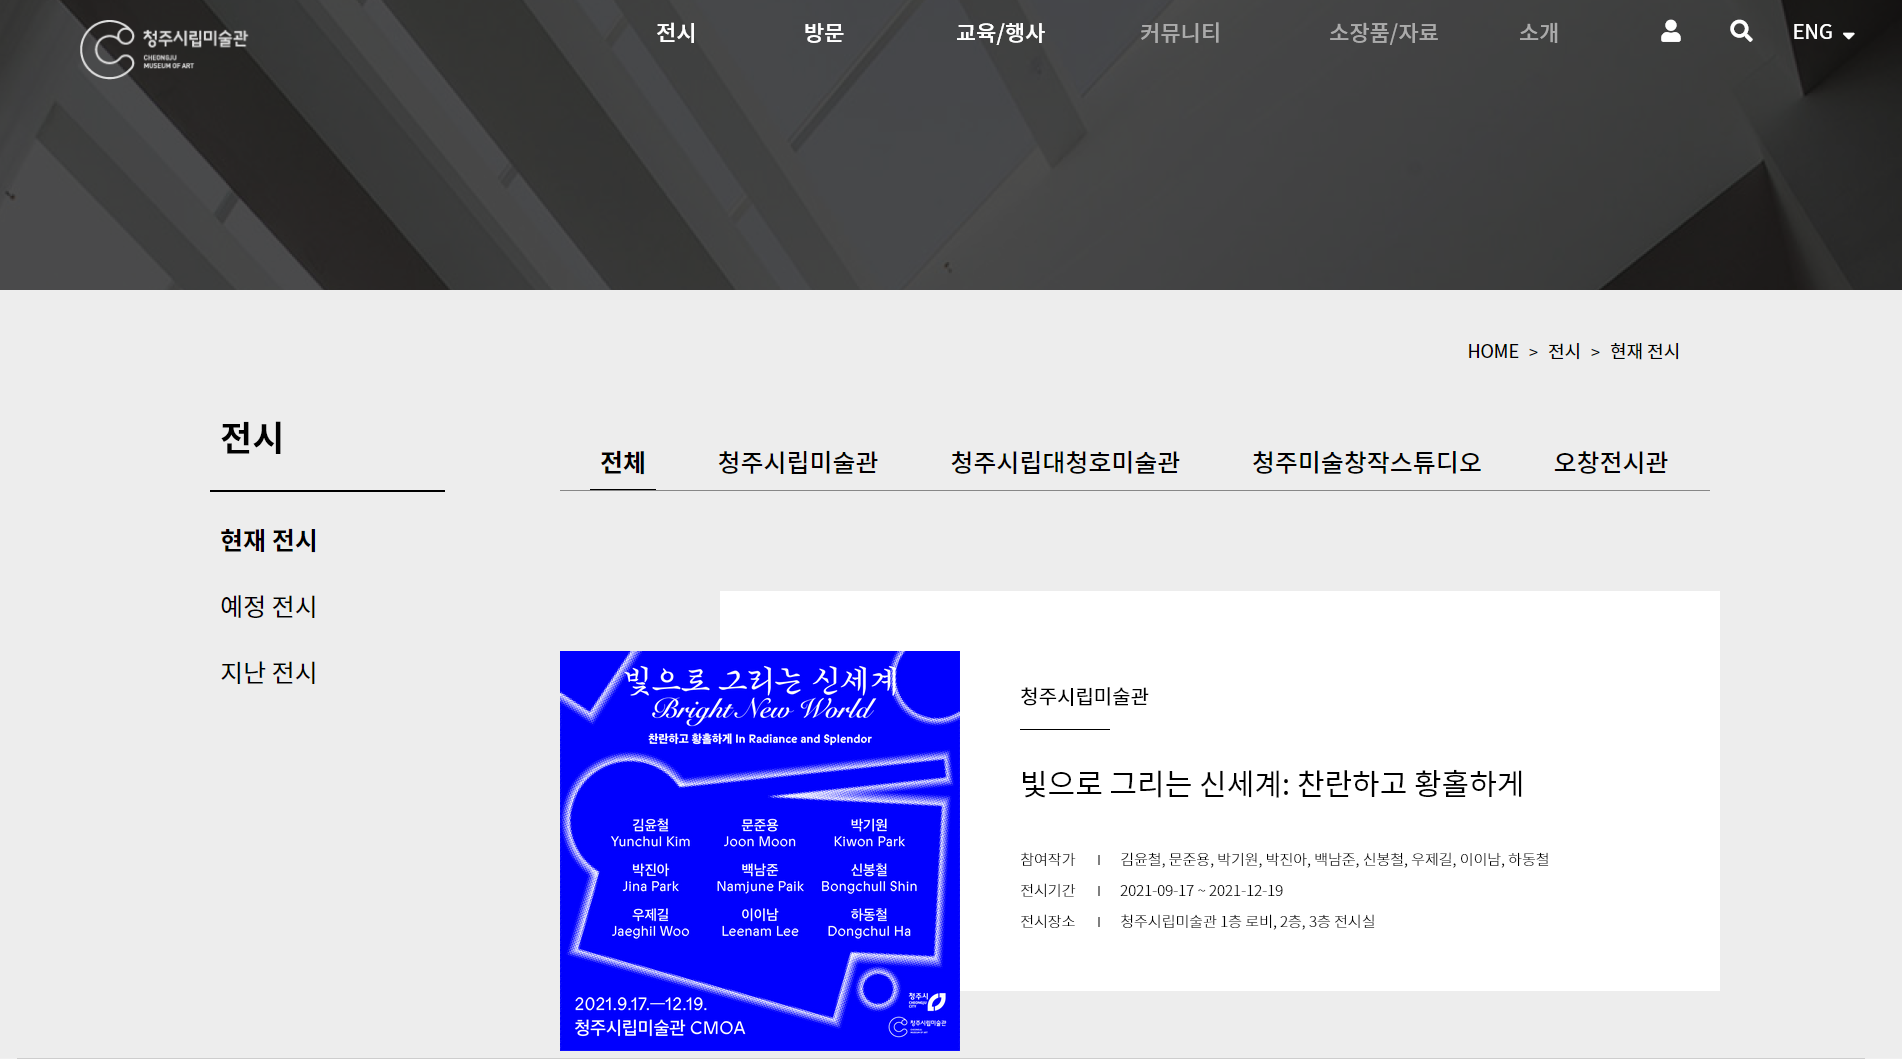 청주시립미술관
CHEONGJU
MUSEUM OF ART
전시 방문 교육/행사 커뮤니티 소장품/자료 소개 ENG
HOME > 전시 > 현재 전시
전시
전체 청주시립미술관 청주시립대청호미술관 청주미술창작스튜디오 오창전시관
현재 전시
예정 전시
지난 전시
빛으로 그리는 신세계
Bright New World
찬란하고 황홀하게 In Radiance and Splendor
김윤철 문준용 박기원
Yunchul Kim Joon Moon Kiwon Park
박진아 백남준 신봉철
Jina Park Namjune Paik Bongchull Shin
우제길 이이남 하동철
Jaeghil Woo Leenam Lee Dongchul Ha
2021.9.17.—12.19.
청주시립미술관 CMOA
청주시
CHEONGJU
CITY
청주시립미술관
청주시립미술관
빛으로 그리는 신세계: 찬란하고 황홀하게
참여작가 | 김윤철, 문준용, 박기원, 박진아, 백남준, 신봉철, 우제길, 이이남, 하동철
전시기간 | 2021-09-17 ~ 2021-12-19
전시장소 | 청주시립미술관 1층 로비, 2층, 3층 전시실